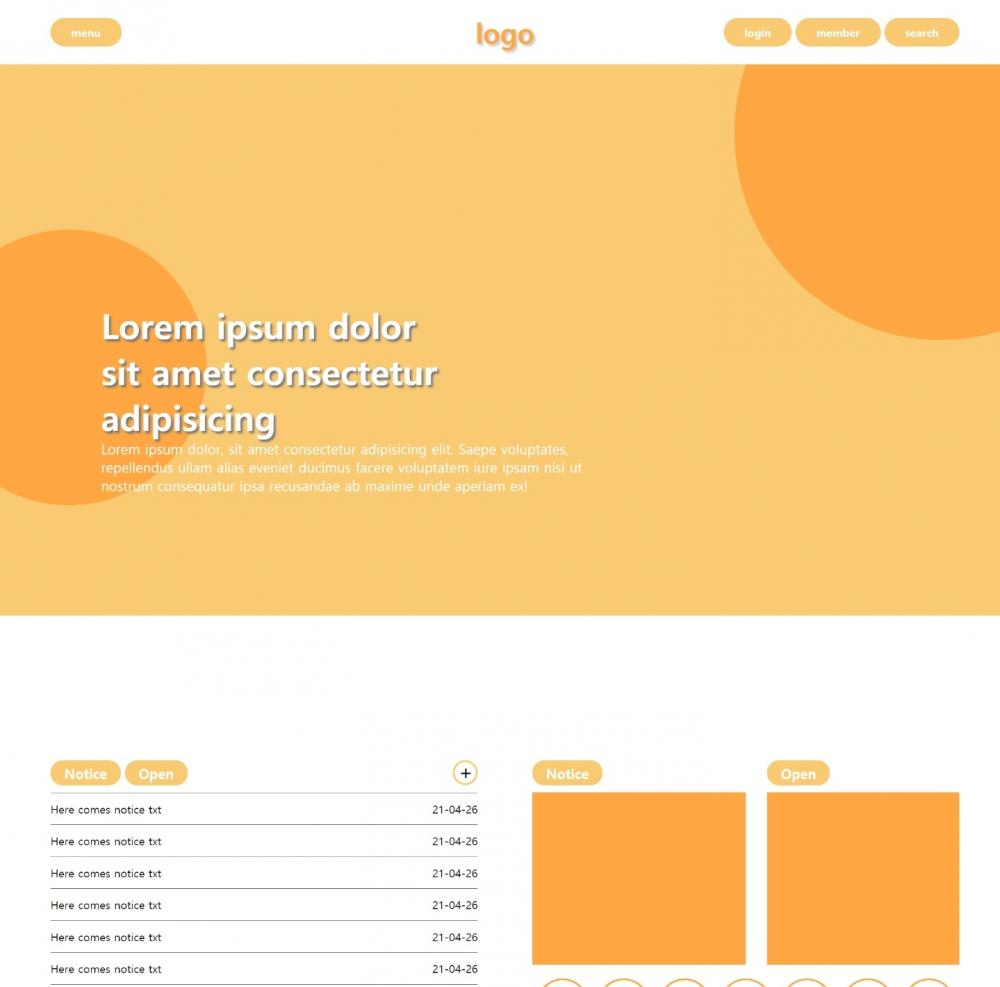 menu
logo
login
member
search
Lorem ipsum dolor
sit amet consectetur
adipisicing
Lorem ipsum dolor, sit amet consectetur adipisicing elit. Saepe voluptates,
repellendus ullam alias eveniet ducimus facere voluptatem iure ipsam nisi ut
nostrum consequatur ipsa recusandae ab maxime unde aperiam ex!
Notice Open +
Here comes notice txt 21-04-26
Here comes notice txt 21-04-26
Here comes notice txt 21-04-26
Here comes notice txt 21-04-26
Here comes notice txt 21-04-26
Here comes notice txt 21-04-26
Notice
Open